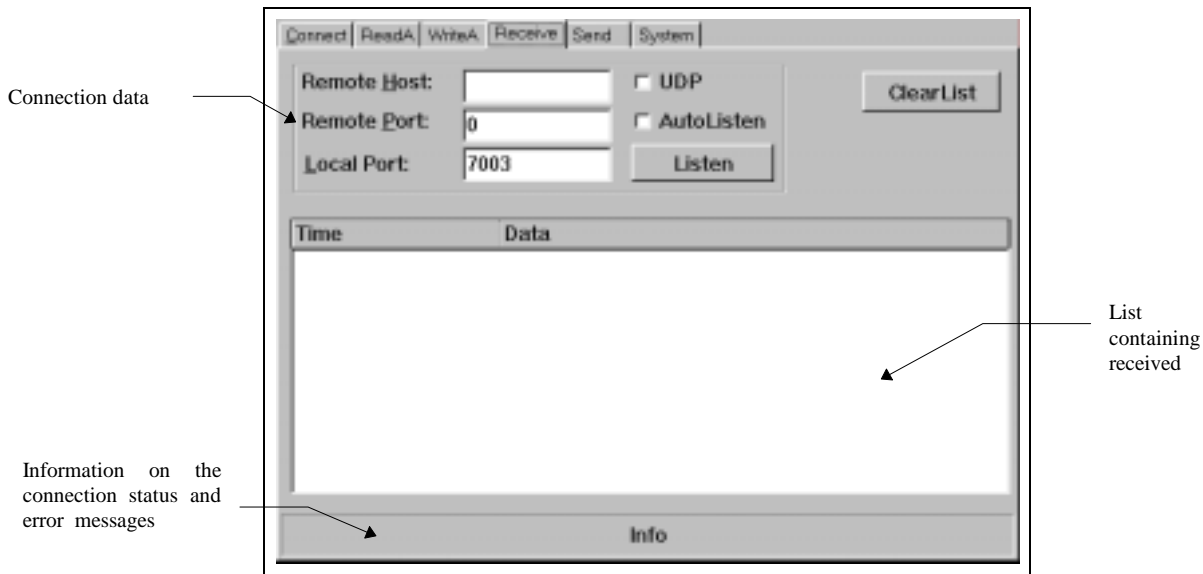 Connect ReadA WriteA Receive Send System
Connection data
Remote Host: UDP ClearList
Remote Port: 0 AutoListen
Local Port: 7003 Listen
Time Data
List
containing
received
Information on the
connection status and
error messages
Info